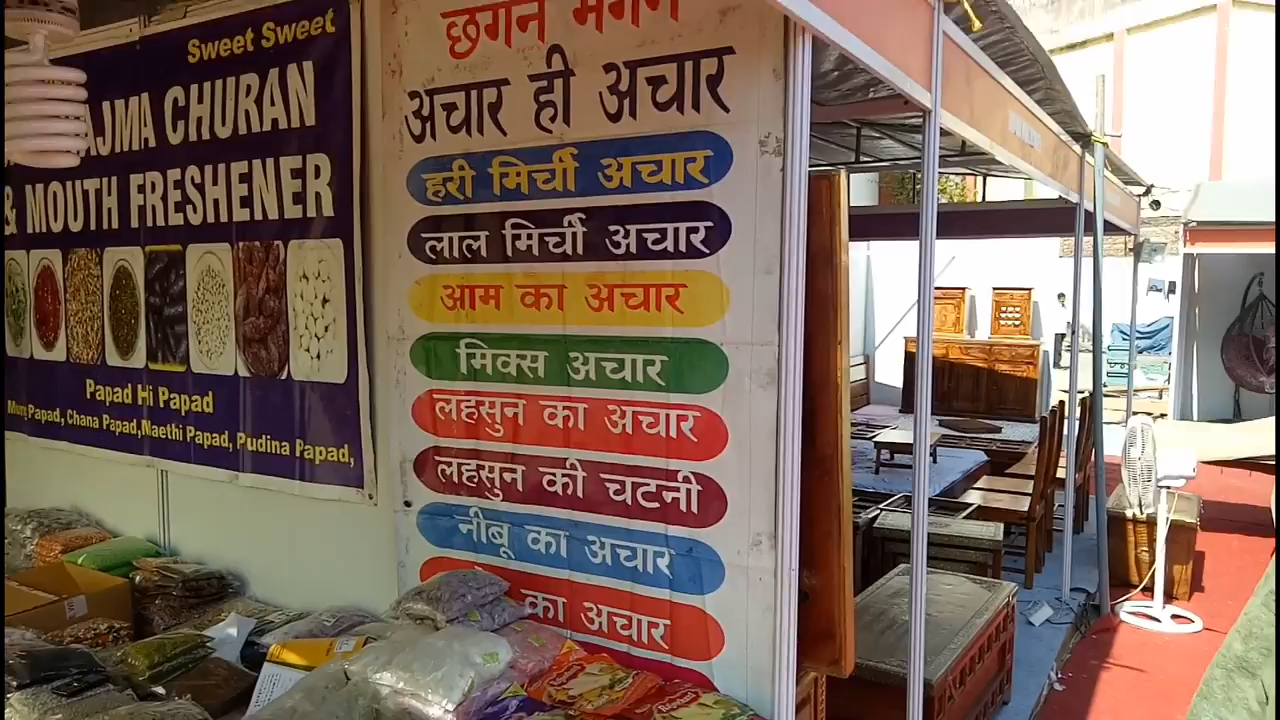 Sweet Sweet
AJMA CHURAN
& MOUTH FRESHENER
Papad Hi Papad
Mung Papad, Chana Papad,Naethi Papad, Pudina Papad,
छगन मगन
अचार ही अचार
हरी मिर्ची अचार
लाल मिर्ची अचार
आम का अचार
मिक्स अचार
लहसुन का अचार
लहसुन की चटनी
नीबू का अचार
का अचार